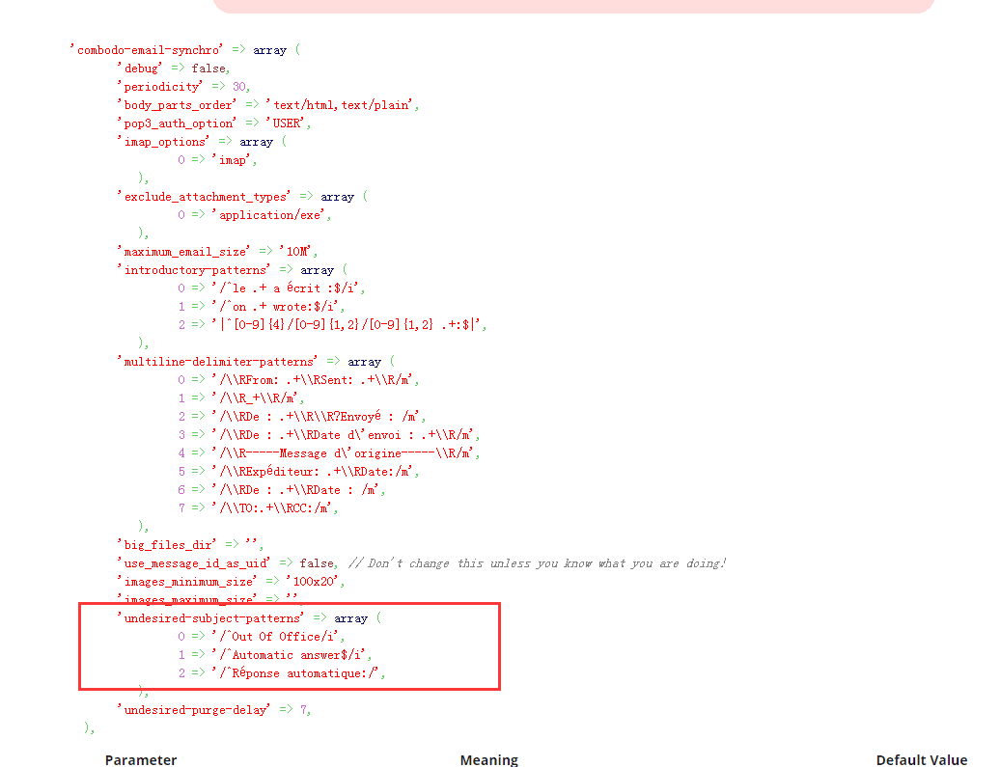 'combodo-email-synchro' => array (
'debug' => false,
'periodicity' => 30,
'body_parts_order' => 'text/html,text/plain',
'pop3_auth_option' => 'USER',
'imap_options' => array (
0 => 'imap',
),
'exclude_attachment_types' => array (
0 => 'application/exe',
),
'maximum_email_size' => '10M',
'introductory-patterns' => array (
0 => '/^le .+ a écrit :$/i',
1 => '/^on .+ wrote:$/i',
2 => '|^[0-9]{4}/[0-9]{1,2}/[0-9]{1,2} .+:$|',
),
'multiline-delimiter-patterns' => array (
0 => '/\\RFrom: .+\\RSent: .+\\R/m',
1 => '/\\R_+\\R/m',
2 => '/\\RDe : .+\\R\\R?Envoyé : /m',
3 => '/\\RDe : .+\\RDate d\'envoi : .+\\R/m',
4 => '/\\R-----Message d\'origine-----\\R/m',
5 => '/\\RExpéditeur: .+\\RDate:/m',
6 => '/\\RDe : .+\\RDate : /m',
7 => '/\\TO:.+\\RCC:/m',
),
'big_files_dir' => '',
'use_message_id_as_uid' => false, // Don't change this unless you know what you are doing!
'images_minimum_size' => '100x20',
'images_maximum_size' => '',
'undesired-subject-patterns' => array (
0 => '/^Out Of Office/i',
1 => '/^Automatic answer$/i',
2 => '/^Réponse automatique:/',
),
'undesired-purge-delay' => 7,
),
Parameter Meaning Default Value